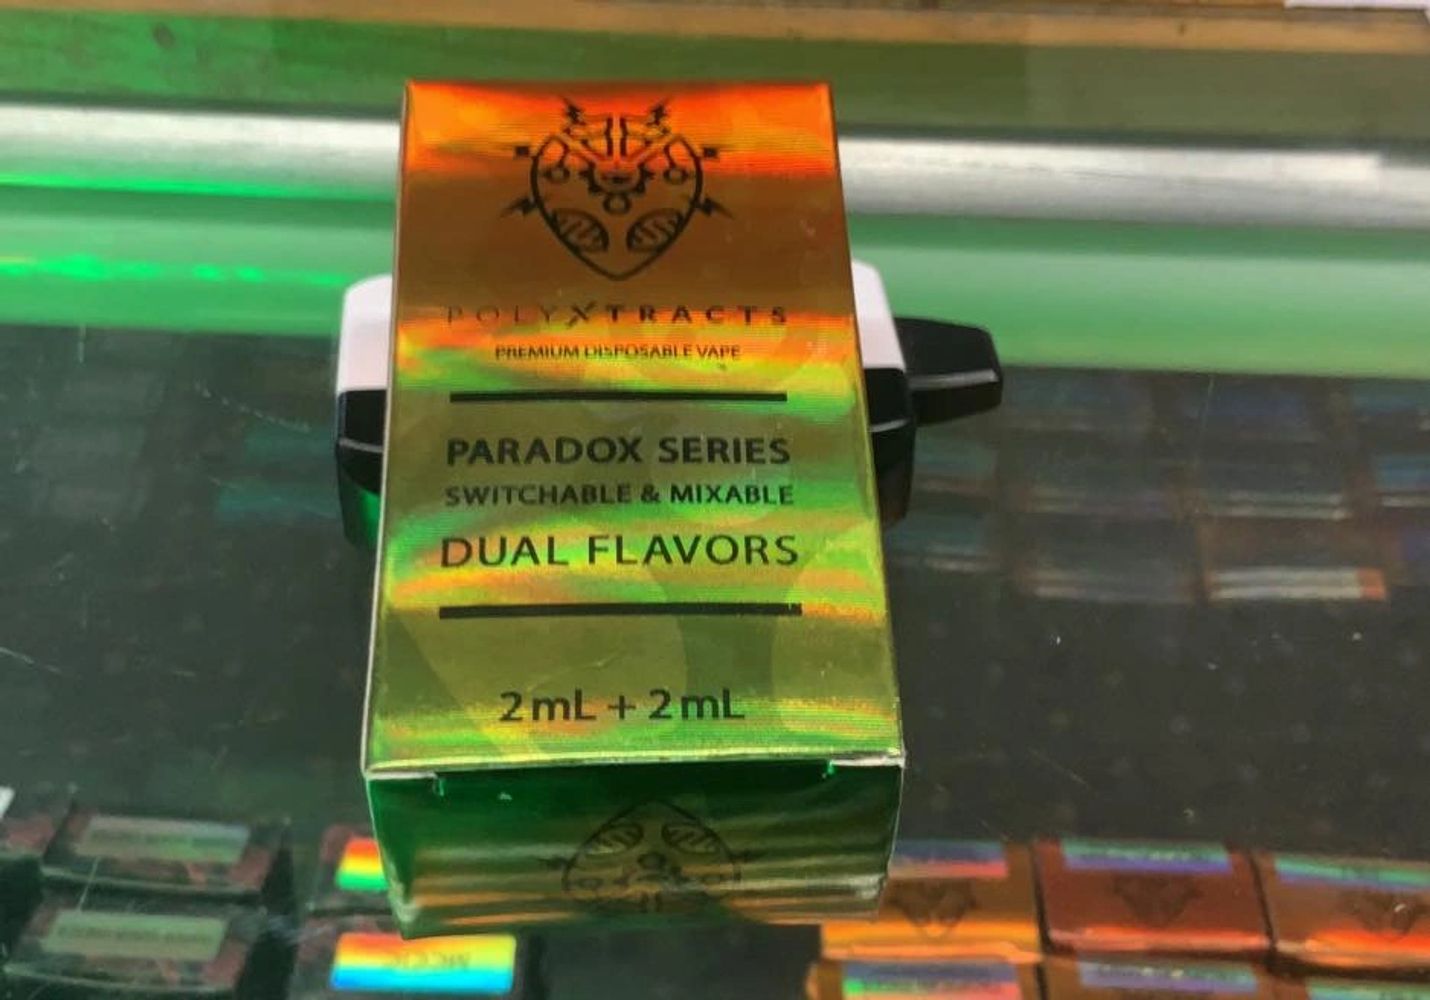 POLYXTRACTS
PREMIUM DISPOSABLE VAPE
PARADOX SERIES
SWITCHABLE & MIXABLE
DUAL FLAVORS
2mL + 2mL